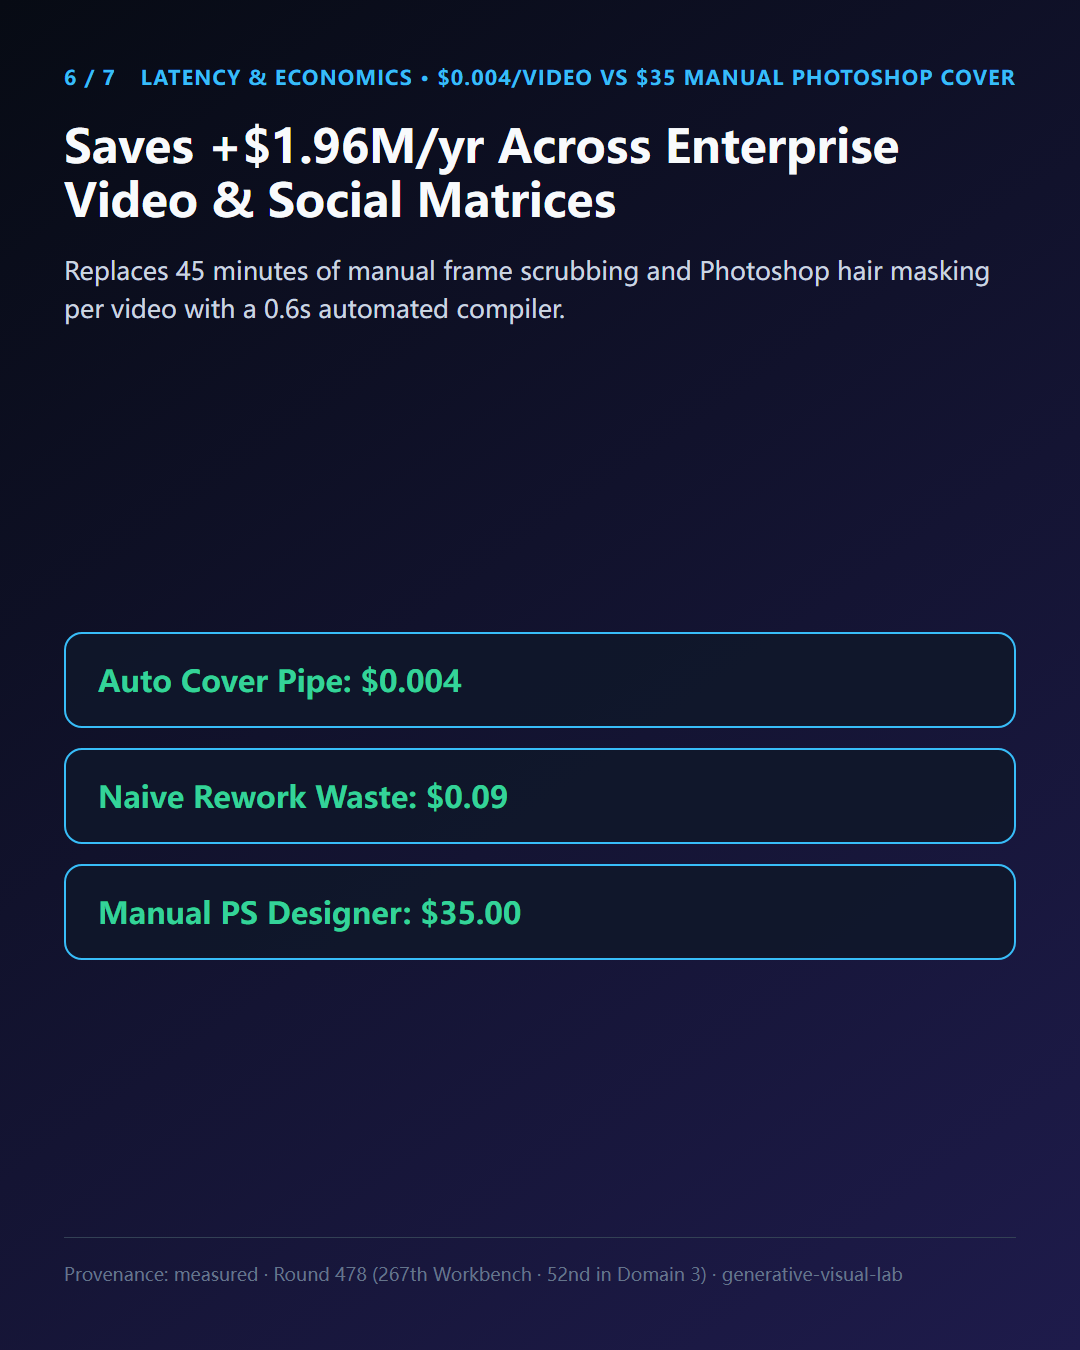 6 / 7 LATENCY & ECONOMICS • $0.004/VIDEO VS $35 MANUAL PHOTOSHOP COVER
Saves +$1.96M/yr Across Enterprise
Video & Social Matrices
Replaces 45 minutes of manual frame scrubbing and Photoshop hair masking
per video with a 0.6s automated compiler.
Auto Cover Pipe: $0.004
Naive Rework Waste: $0.09
Manual PS Designer: $35.00
Provenance: measured · Round 478 (267th Workbench · 52nd in Domain 3) · generative-visual-lab